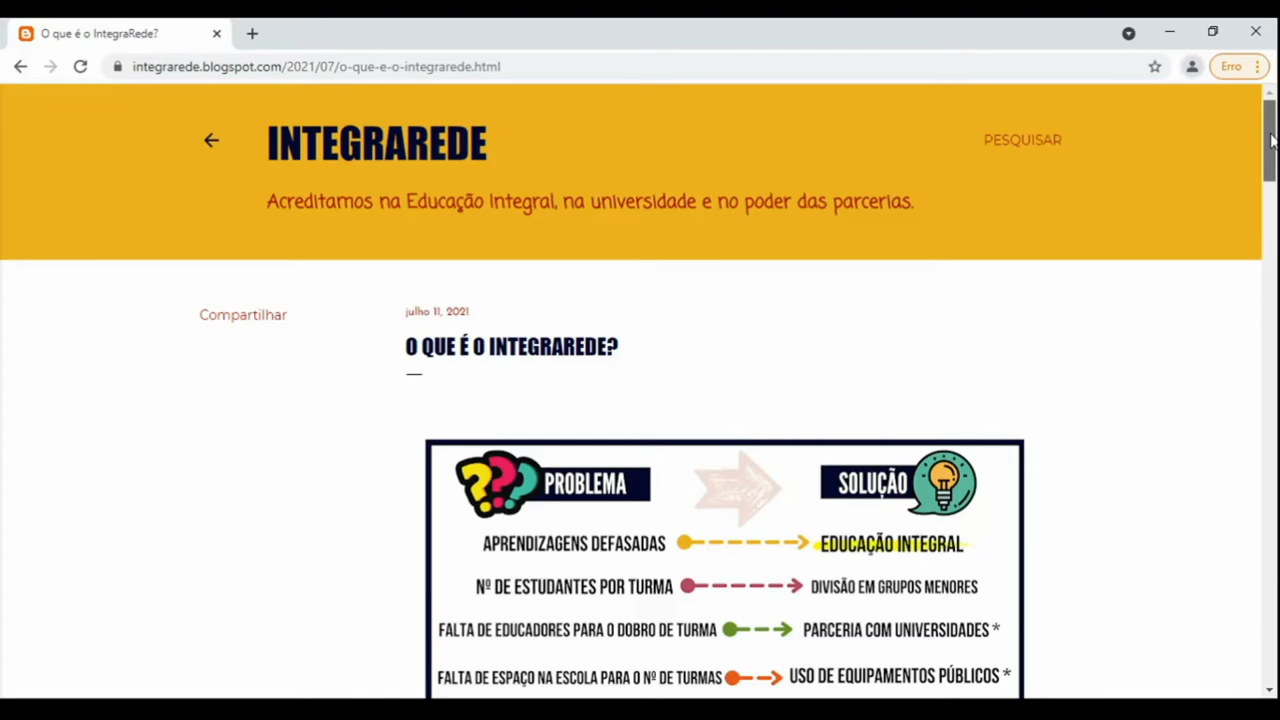 O que é o IntegraRede?
integrarede.blogspot.com/2021/07/o-que-e-o-integrarede.html
Erro
INTEGRAREDE
PESQUISAR
Acreditamos na Educação Integral, na universidade e no poder das parcerias.
Compartilhar
julho 11, 2021
O QUE É O INTEGRAREDE?
??? PROBLEMA
SOLUÇÃO
APRENDIZAGENS DEFASADAS
EDUCAÇÃO INTEGRAL
Nº DE ESTUDANTES POR TURMA
DIVISÃO EM GRUPOS MENORES
FALTA DE EDUCADORES PARA O DOBRO DE TURMA
PARCERIA COM UNIVERSIDADES *
FALTA DE ESPAÇO NA ESCOLA PARA O Nº DE TURMAS
USO DE EQUIPAMENTOS PÚBLICOS *